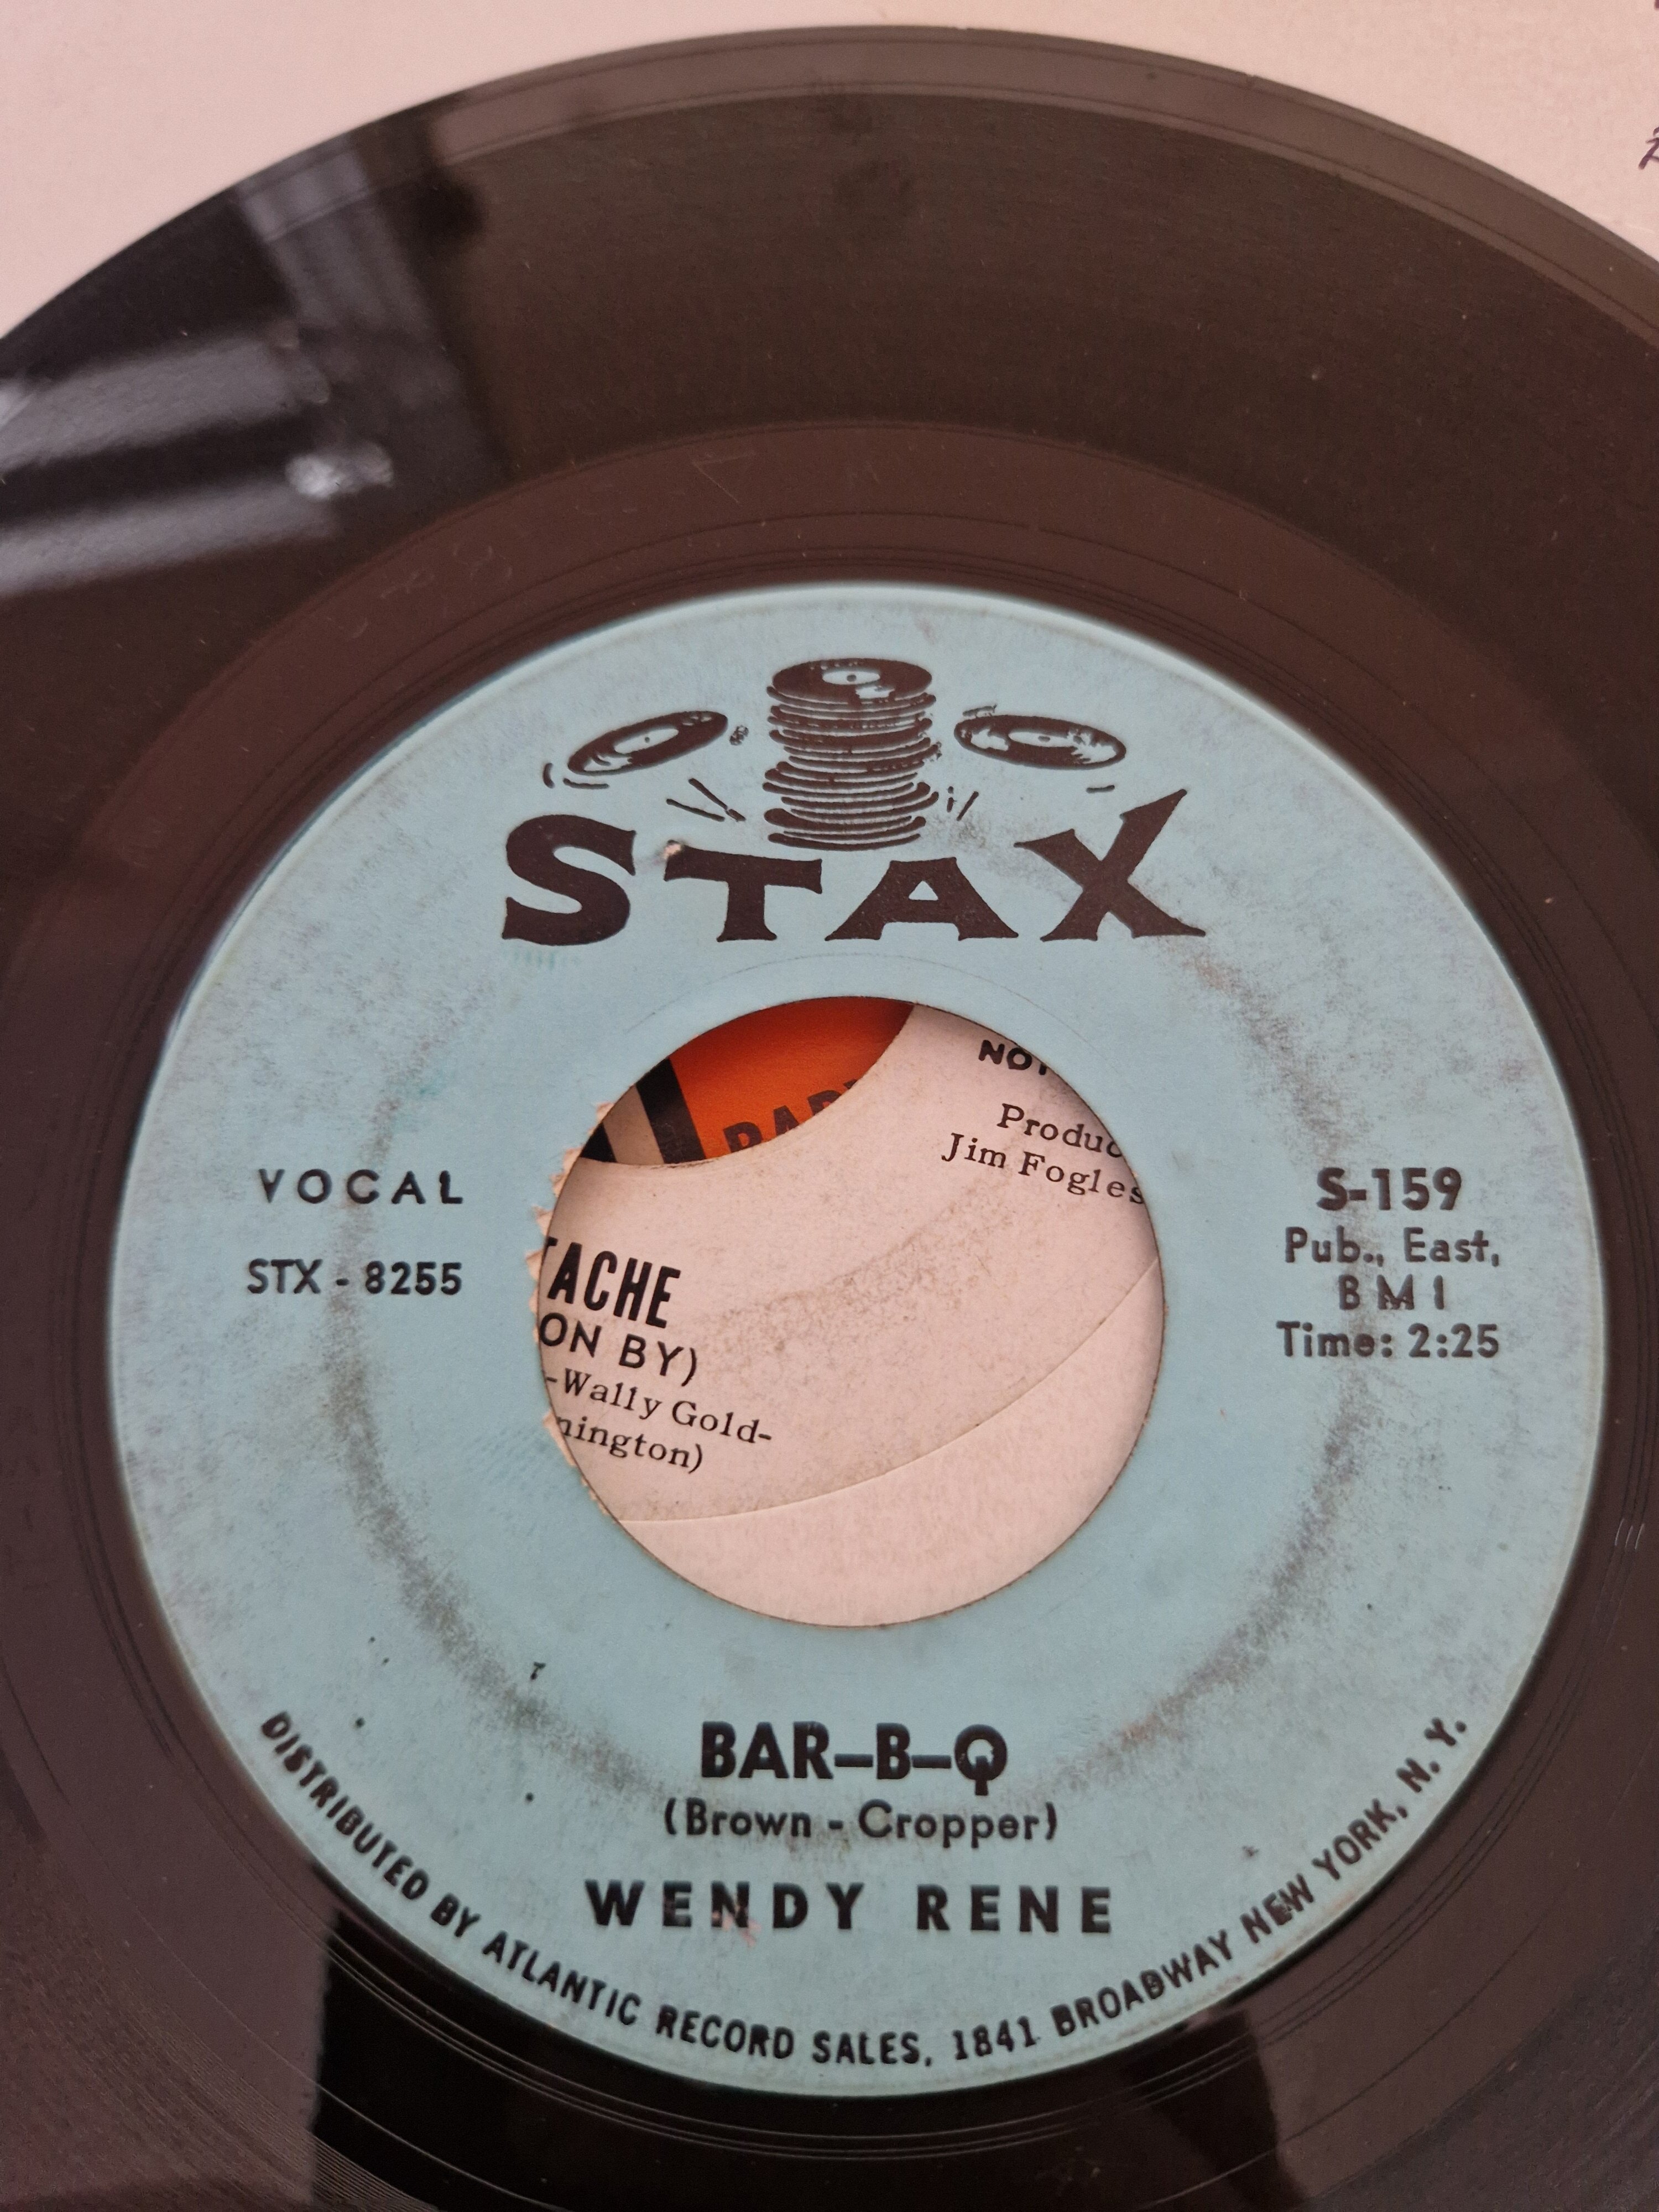 STAX
VOCAL
STX - 8255
S-159
Pub., East,
BMI
Time: 2:25
Produc
Jim Fogles
TACHE
ON BY)
-Wally Gold-
nington)
BAR-B-Q
(Brown - Cropper)
WENDY RENE
DISTRIBUTED BY ATLANTIC RECORD SALES, 1841 BROADWAY NEW YORK, N. Y.